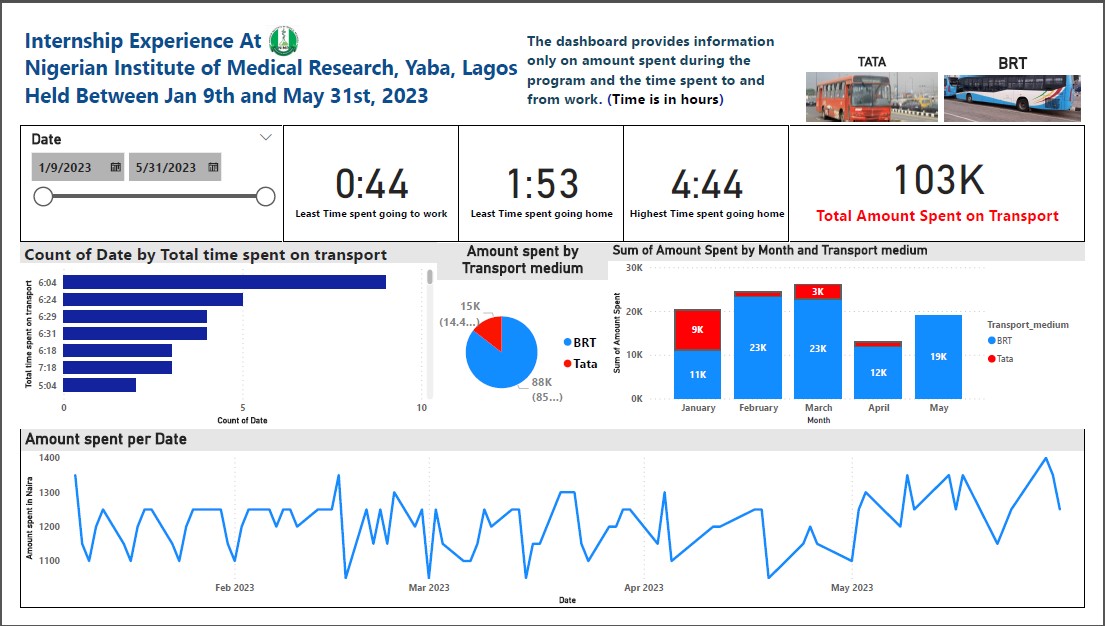 Internship Experience At
Nigerian Institute of Medical Research, Yaba, Lagos
Held Between Jan 9th and May 31st, 2023
The dashboard provides information
only on amount spent during the
program and the time spent to and
from work. (Time is in hours)
TATA
BRT
Date
1/9/2023
5/31/2023
0:44
Least Time spent going to work
1:53
Least Time spent going home
4:44
Highest Time spent going home
103K
Total Amount Spent on Transport
Count of Date by Total time spent on transport
Total time spent on transport
6:04
6:24
6:29
6:31
6:18
7:18
5:04
0
5
10
Count of Date
Amount spent by
Transport medium
15K
(14.4...)
88K
(85...)
BRT
Tata
Sum of Amount Spent by Month and Transport medium
Sum of Amount Spent
30K
20K
10K
0K
9K
11K
23K
3K
23K
12K
19K
January
February
March
April
May
Month
Transport_medium
BRT
Tata
Amount spent per Date
Amount spent in Naira
1400
1300
1200
1100
Feb 2023
Mar 2023
Apr 2023
May 2023
Date